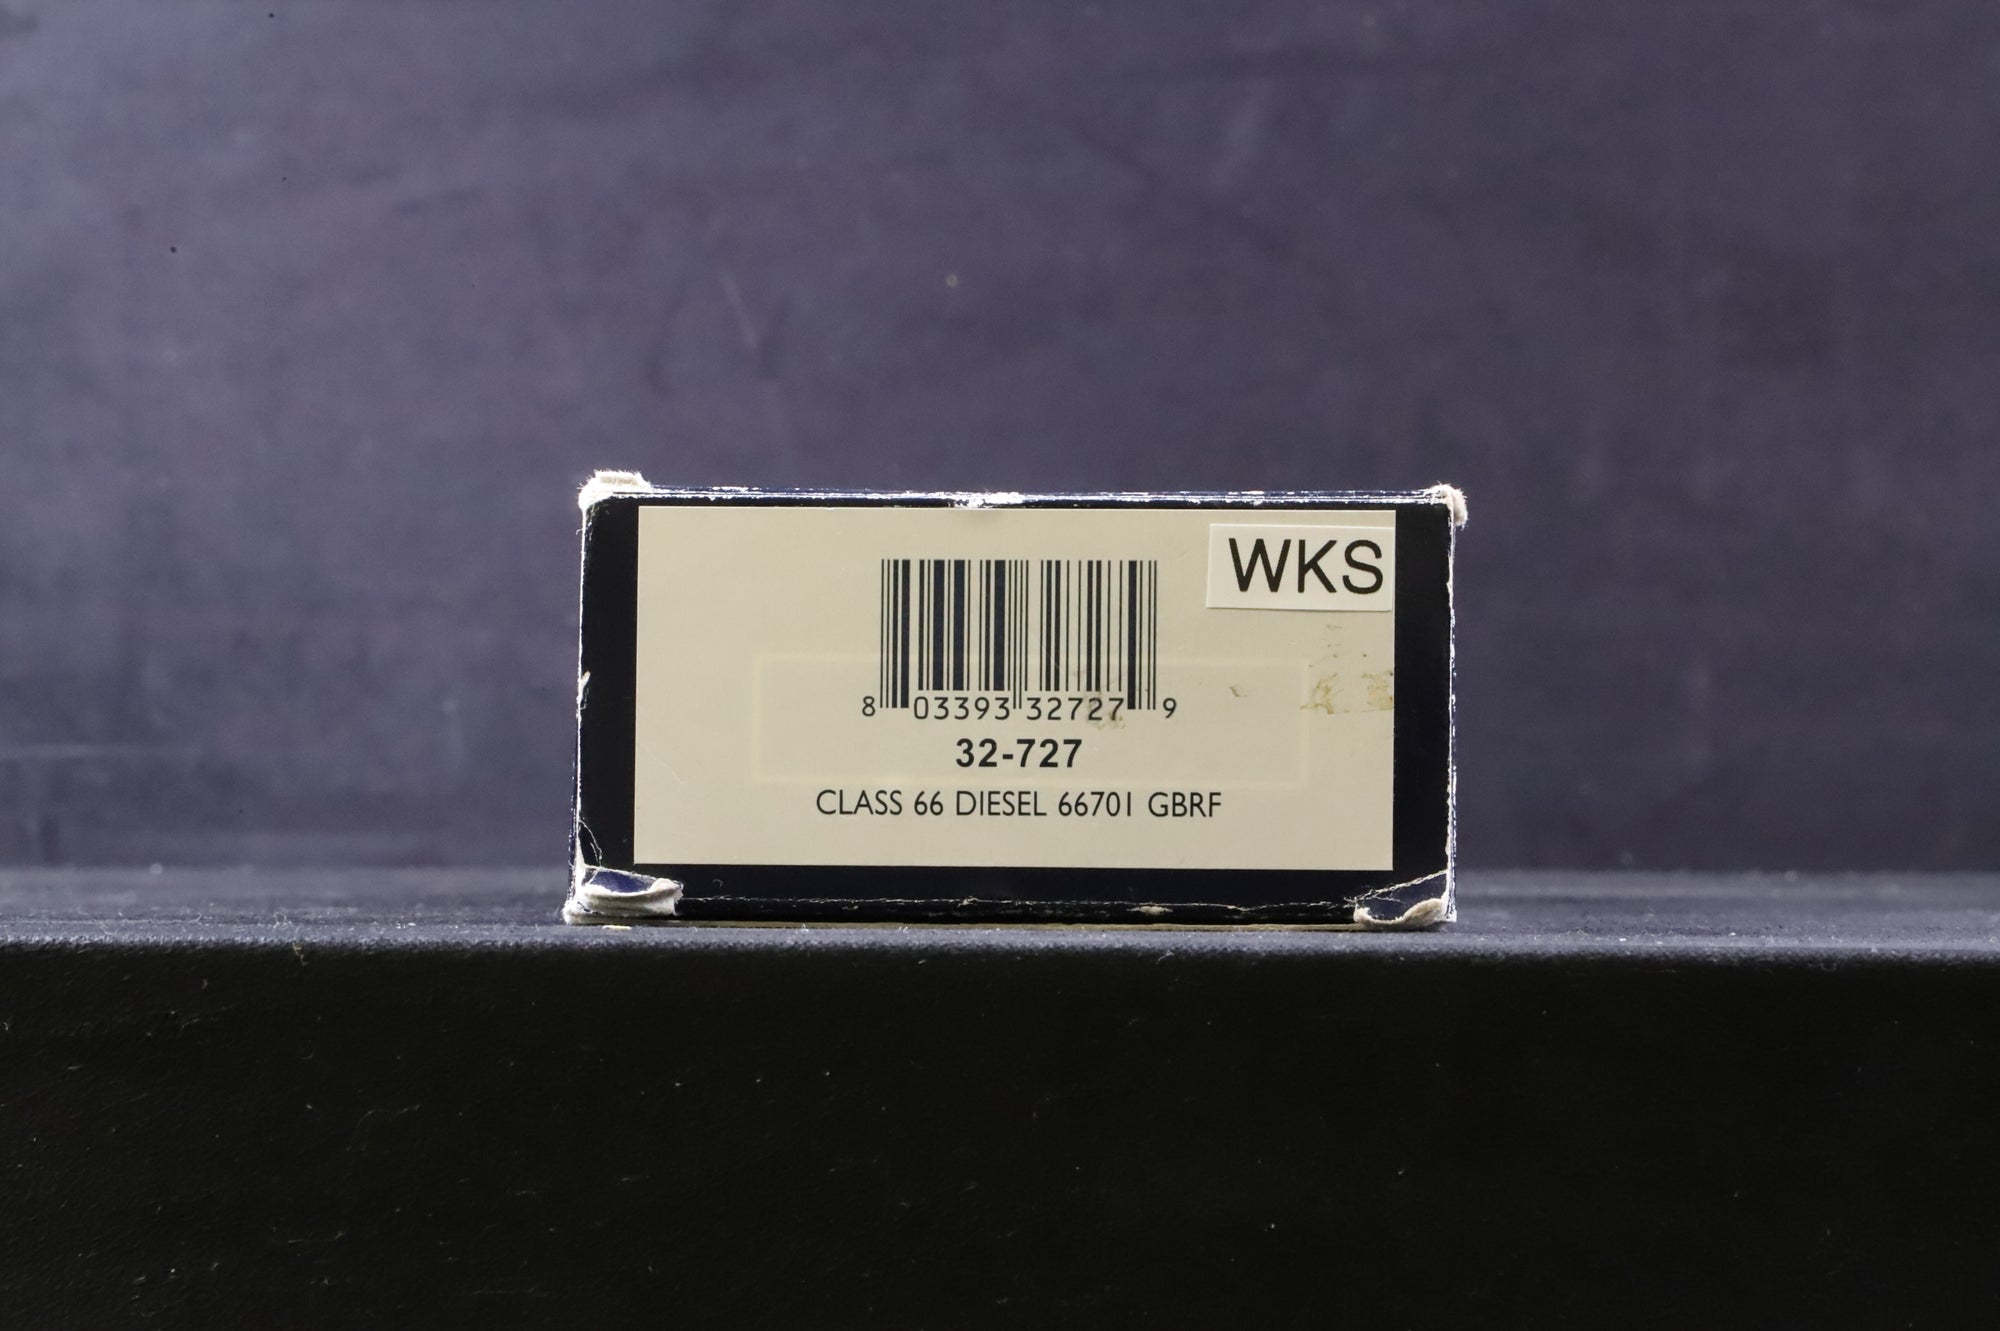 WKS
8 03393 32727 9
32-727
CLASS 66 DIESEL 66701 GBRF